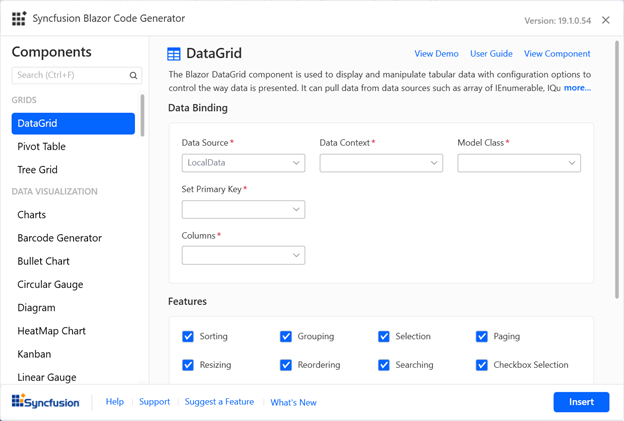 Syncfusion Blazor Code Generator
Version: 19.1.0.54
Components
Search (Ctrl+F)
GRIDS
DataGrid
Pivot Table
Tree Grid
DATA VISUALIZATION
Charts
Barcode Generator
Bullet Chart
Circular Gauge
Diagram
HeatMap Chart
Kanban
Linear Gauge
DataGrid
View Demo User Guide View Component
The Blazor DataGrid component is used to display and manipulate tabular data with configuration options to
control the way data is presented. It can pull data from data sources such as array of IEnumerable, IQu more...
Data Binding
Data Source * Data Context * Model Class *
LocalData
Set Primary Key *
Columns *
Features
Sorting Grouping Selection Paging
Resizing Reordering Searching Checkbox Selection
Syncfusion Help Support Suggest a Feature What's New Insert